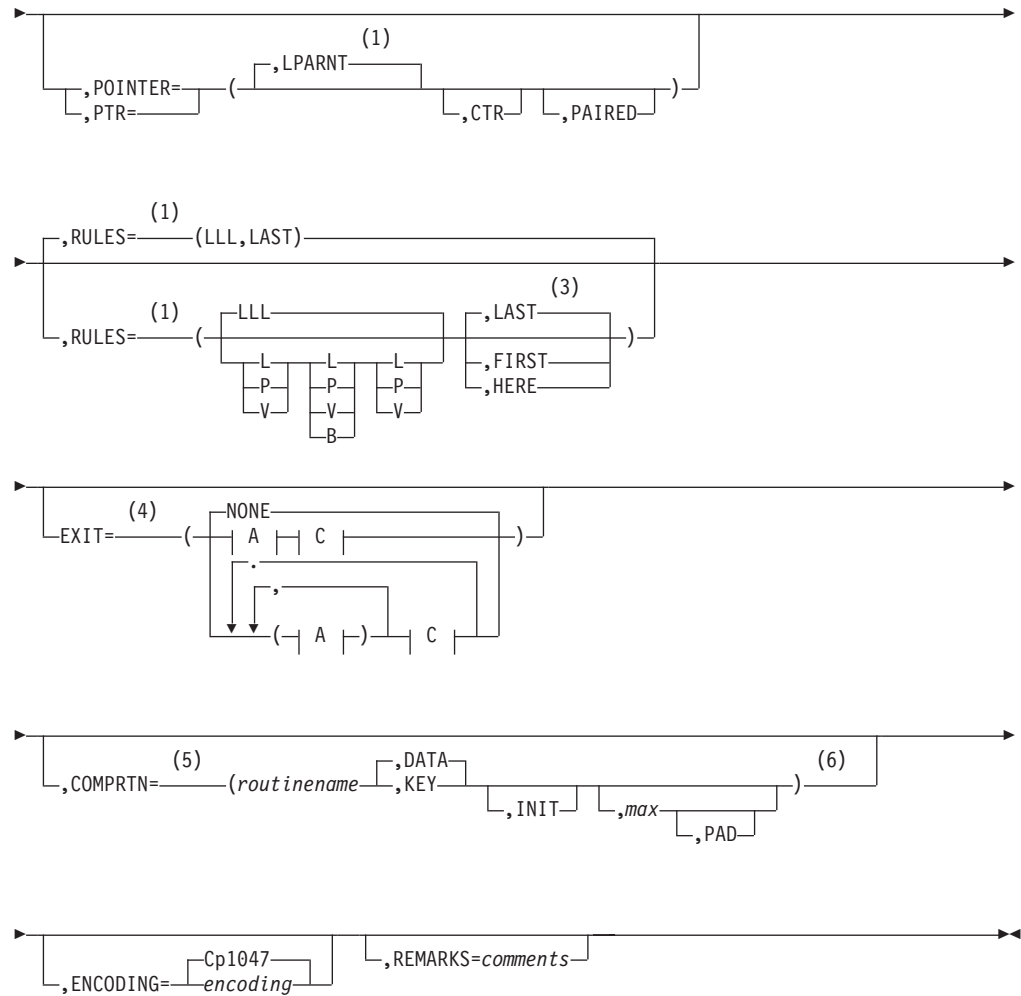 (1)
,LPARNT
,POINTER= ( )
,PTR= ,CTR ,PAIRED
(1)
,RULES= (LLL,LAST)
(1) (3)
,RULES= ( LLL ,LAST )
L L L ,FIRST
P P P ,HERE
V V V
B
(4) NONE
EXIT= ( A C )
.
,
( A ) C
(5) ,DATA (6)
,COMPRTN= (routinename ,KEY )
,INIT ,max
,PAD
Cp1047
,ENCODING= encoding ,REMARKS=comments